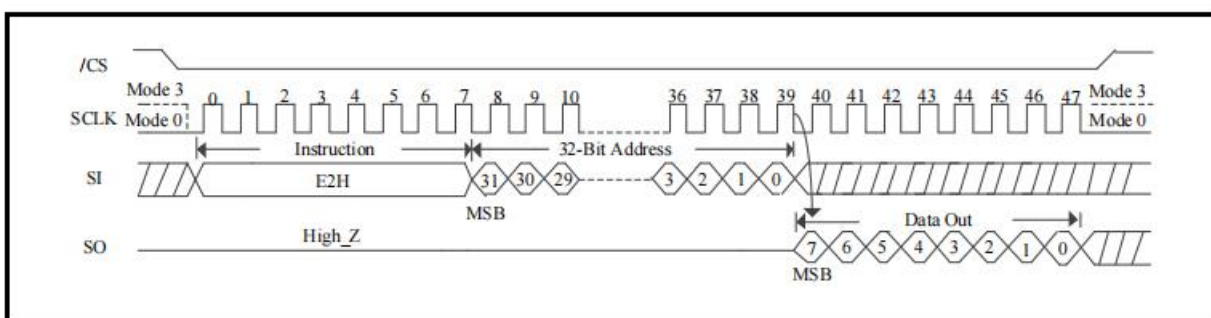 /CS
Mode 3 0 1 2 3 4 5 6 7 8 9 10 36 37 38 39 40 41 42 43 44 45 46 47 Mode 3
SCLK Mode 0 Mode 0
Instruction 32-Bit Address
SI E2H 31 30 29 3 2 1 0
MSB Data Out
High_Z
SO 7 6 5 4 3 2 1 0
MSB